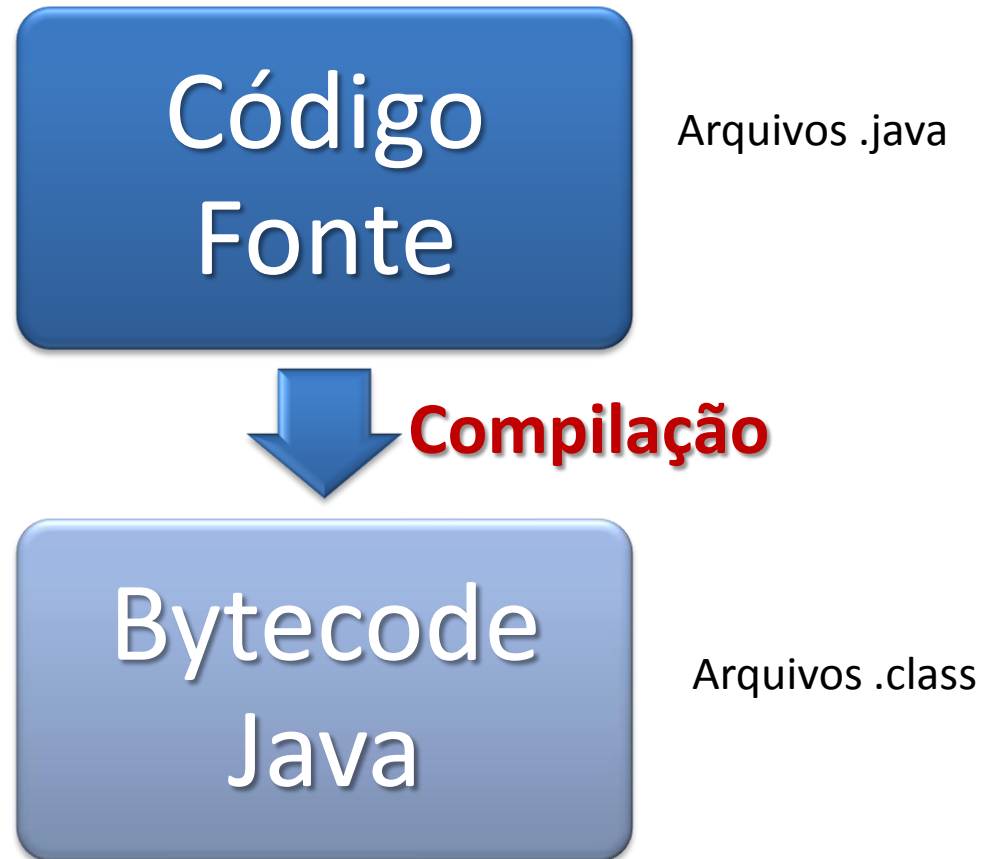 Código
Fonte
Arquivos .java
Compilação
Bytecode
Java
Arquivos .class